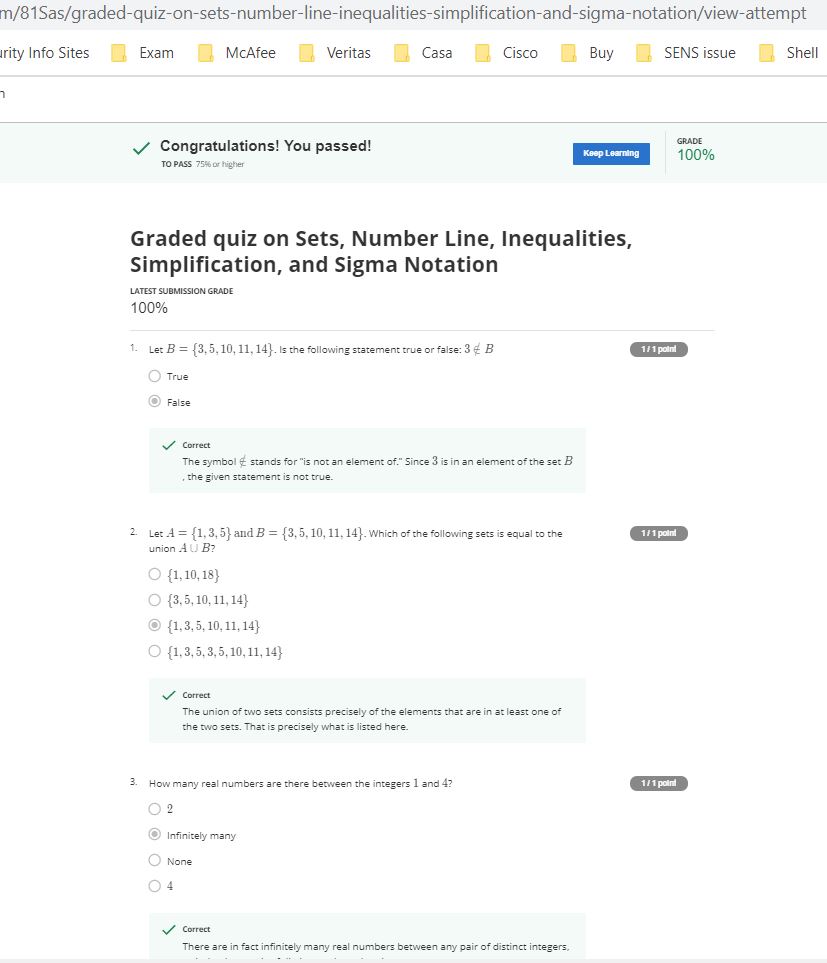 m/81Sas/graded-quiz-on-sets-number-line-inequalities-simplification-and-sigma-notation/view-attempt
urity Info Sites Exam McAfee Veritas Casa Cisco Buy SENS issue Shell
n
Congratulations! You passed!
TO PASS 75% or higher
Keep Learning
GRADE
100%
Graded quiz on Sets, Number Line, Inequalities,
Simplification, and Sigma Notation
LATEST SUBMISSION GRADE
100%
1. Let B = {3, 5, 10, 11, 14}. Is the following statement true or false: 3 ∉ B
1 / 1 point
True
False
Correct
The symbol ∉ stands for "is not an element of." Since 3 is in an element of the set B
, the given statement is not true.
2. Let A = {1, 3, 5} and B = {3, 5, 10, 11, 14}. Which of the following sets is equal to the
union A ∪ B?
1 / 1 point
{1, 10, 18}
{3, 5, 10, 11, 14}
{1, 3, 5, 10, 11, 14}
{1, 3, 5, 3, 5, 10, 11, 14}
Correct
The union of two sets consists precisely of the elements that are in at least one of
the two sets. That is precisely what is listed here.
3. How many real numbers are there between the integers 1 and 4?
1 / 1 point
2
Infinitely many
None
4
Correct
There are in fact infinitely many real numbers between any pair of distinct integers,